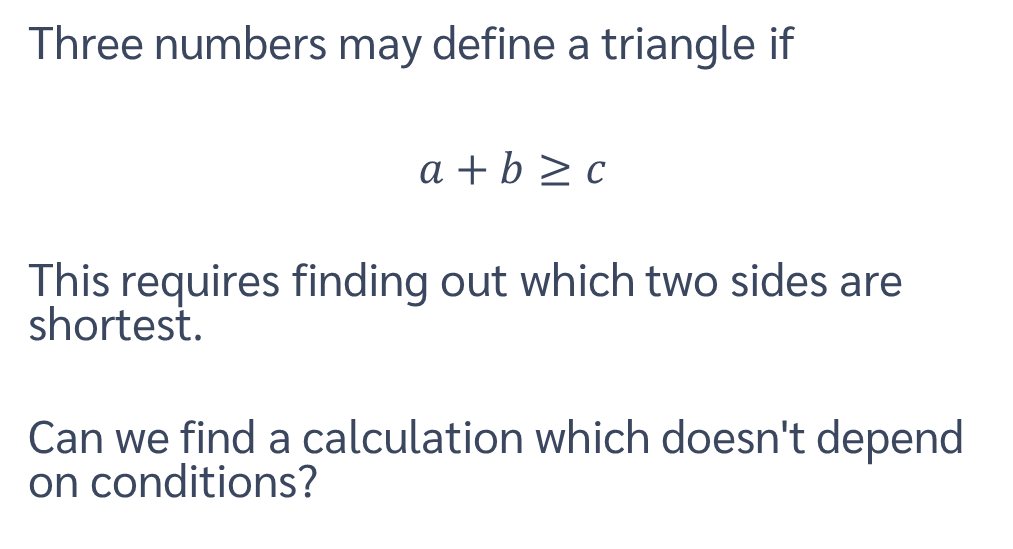 Three numbers may define a triangle if
a + b ≥ c
This requires finding out which two sides are
shortest.
Can we find a calculation which doesn't depend
on conditions?